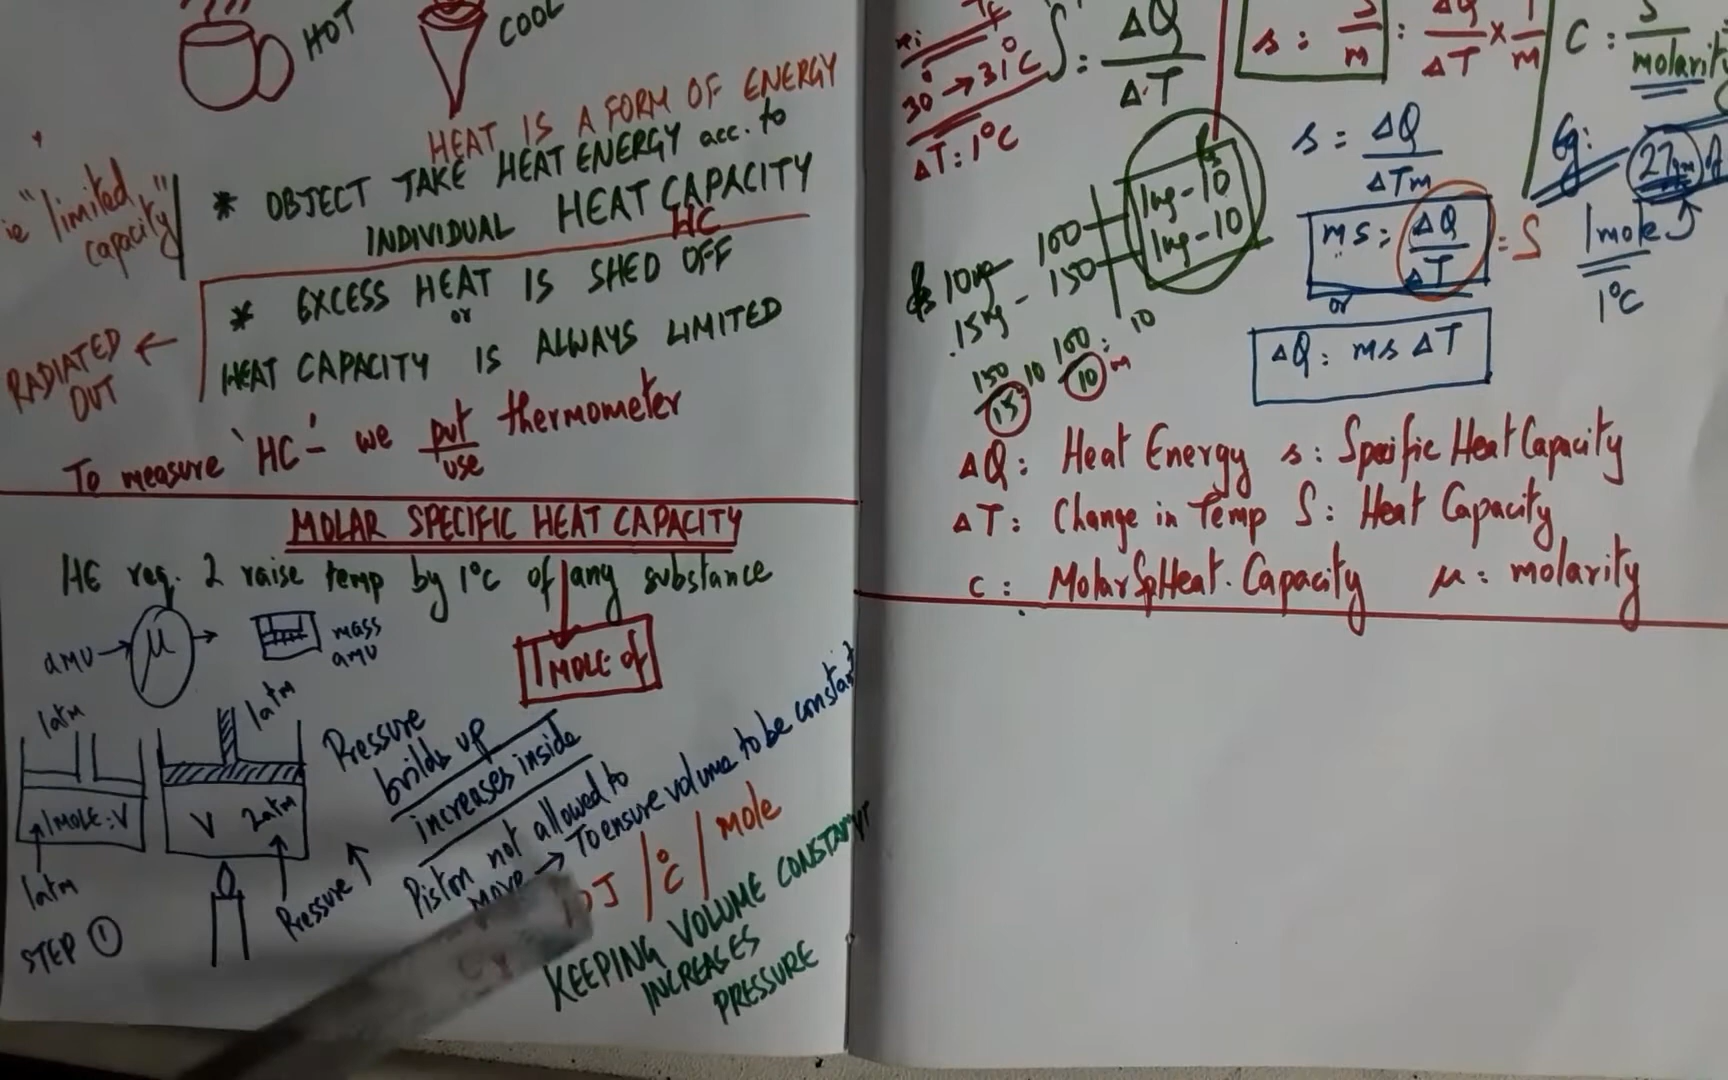 HOT
COOL
HEAT IS A FORM OF ENERGY
ie "limited capacity"
* OBJECT TAKE HEAT ENERGY acc. to
INDIVIDUAL HEAT CAPACITY
HC
* EXCESS HEAT IS SHED OFF
or
HEAT CAPACITY IS ALWAYS LIMITED
RADIATED
OUT
To measure 'HC' - we put thermometer
use
MOLAR SPECIFIC HEAT CAPACITY
HE req. 2 raise temp by 1°c of any substance
1 MOLE of
amu → μ →
mass
amu
1atm
1atm
1 MOLE: V
V 2atm
1atm
Pressure ↑
STEP 1
Pressure
builds up
increases inside
Piston not allowed to
move → To ensure volume to be constant
J / °C / mole
KEEPING VOLUME CONSTANT
INCREASES
PRESSURE
30° → 31°C
ΔT: 1°C
S: ΔQ
ΔT
s: S/m : ΔQ/ΔT × 1/m
C: S
molarity
s = ΔQ
ΔTm
ms: ΔQ/ΔT = S
or
ΔQ: ms ΔT
Eg: 27gm of
1 mole
1°C
1kg - 10
1kg - 10
100
150
10kg
15kg
10
150 10
15
100:
10 m
ΔQ: Heat Energy s: Specific Heat Capacity
ΔT: Change in Temp S: Heat Capacity
C: Molar Sp Heat. Capacity μ: molarity